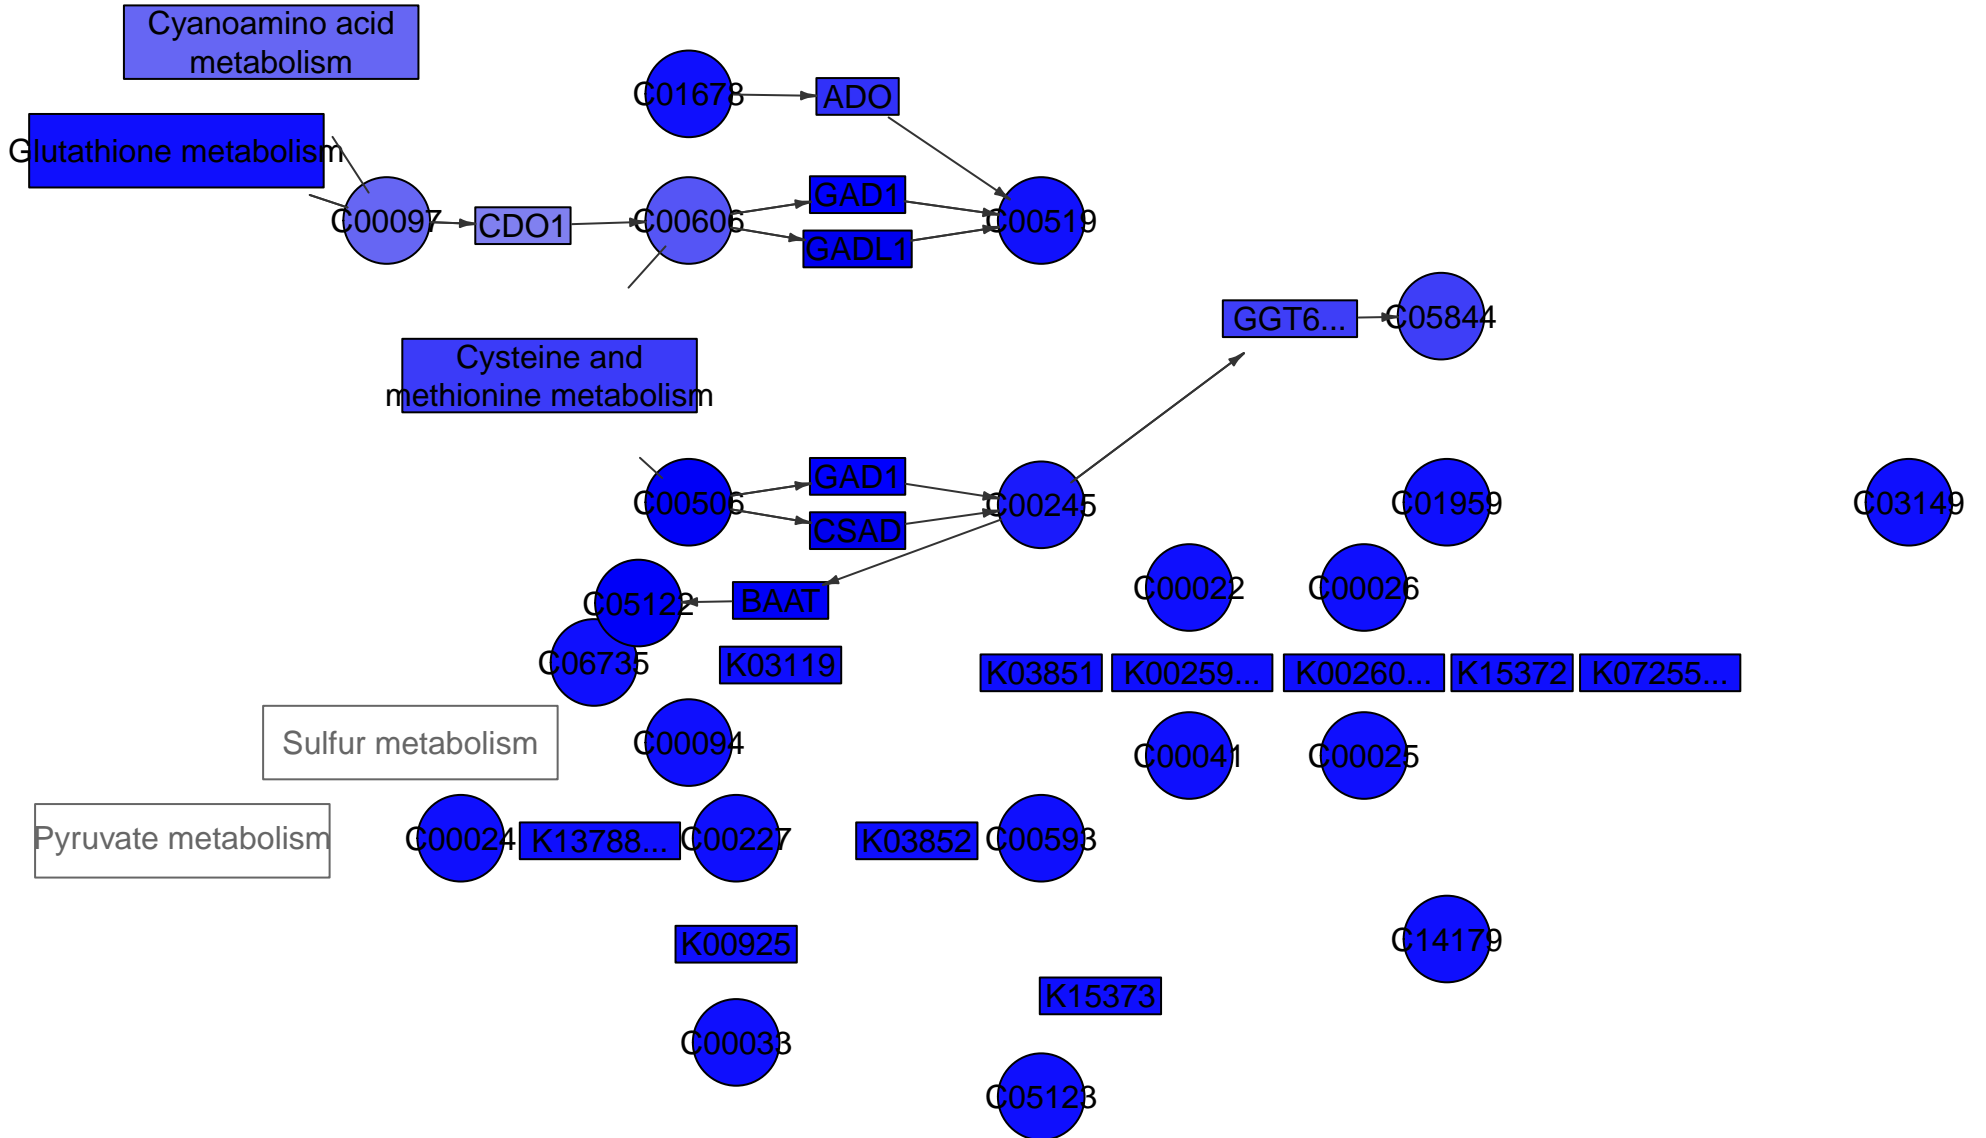 Cyanoamino acid
metabolism
C01678
ADO
Glutathione metabolism
C00097
CDO1
C00606
GAD1
GADL1
C00519
GGT6...
C05844
Cysteine and
methionine metabolism
C00506
GAD1
CSAD
C00245
C01959
C03149
C05122
BAAT
C00022
C00026
C06735
K03119
K03851
K00259...
K00260...
K15372
K07255...
Sulfur metabolism
C00094
C00041
C00025
Pyruvate metabolism
C00024
K13788...
C00227
K03852
C00593
K00925
C14179
K15373
C00033
C05123